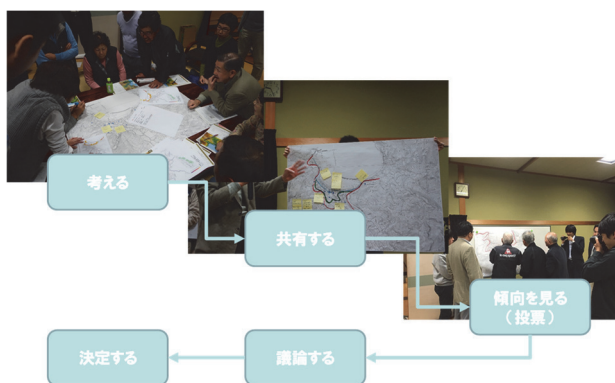 考える
共有する
傾向を見る
（投票）
議論する
決定する